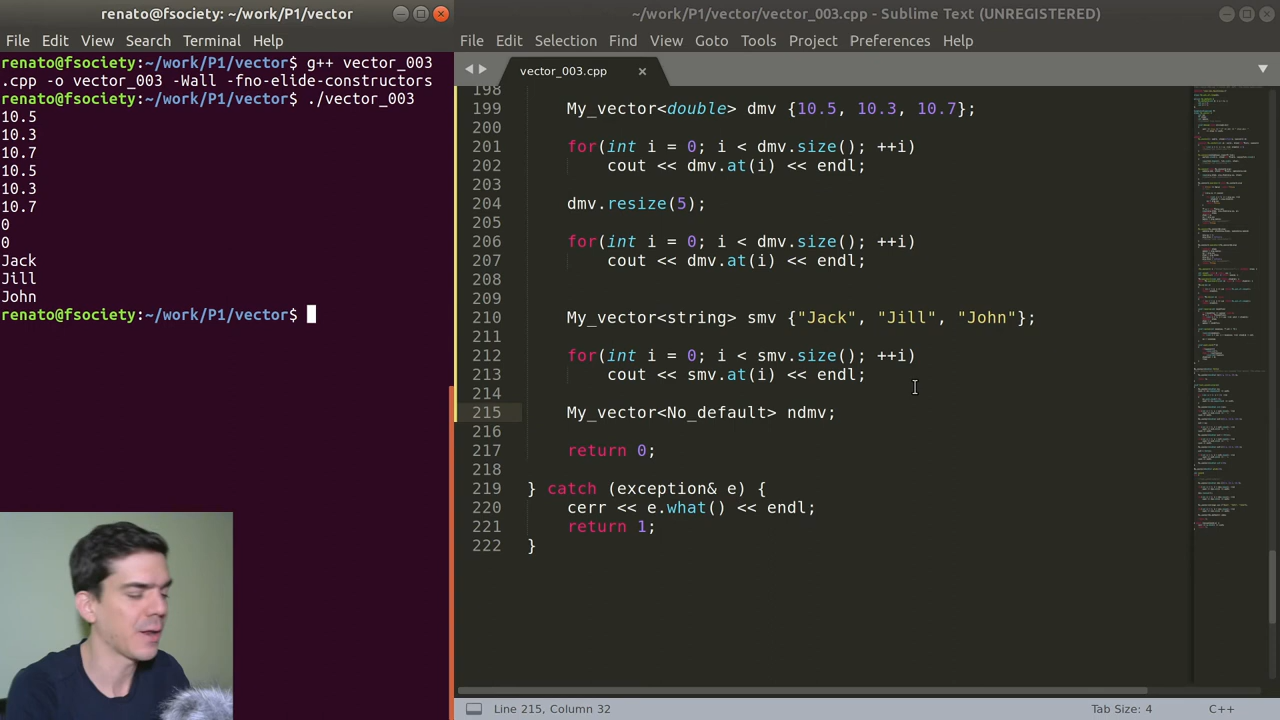 renato@fsociety: ~/work/P1/vector
File Edit View Search Terminal Help
renato@fsociety:~/work/P1/vector$ g++ vector_003
.cpp -o vector_003 -Wall -fno-elide-constructors
renato@fsociety:~/work/P1/vector$ ./vector_003
10.5
10.3
10.7
10.5
10.3
10.7
0
0
Jack
Jill
John
renato@fsociety:~/work/P1/vector$
~/work/P1/vector/vector_003.cpp - Sublime Text (UNREGISTERED)
File Edit Selection Find View Goto Tools Project Preferences Help
vector_003.cpp
198
199 My_vector<double> dmv {10.5, 10.3, 10.7};
200
201 for(int i = 0; i < dmv.size(); ++i)
202 cout << dmv.at(i) << endl;
203
204 dmv.resize(5);
205
206 for(int i = 0; i < dmv.size(); ++i)
207 cout << dmv.at(i) << endl;
208
209
210 My_vector<string> smv {"Jack", "Jill", "John"};
211
212 for(int i = 0; i < smv.size(); ++i)
213 cout << smv.at(i) << endl;
214
215 My_vector<No_default> ndmv;
216
217 return 0;
218
219 } catch (exception& e) {
220 cerr << e.what() << endl;
221 return 1;
222 }
Line 215, Column 32
Tab Size: 4
C++